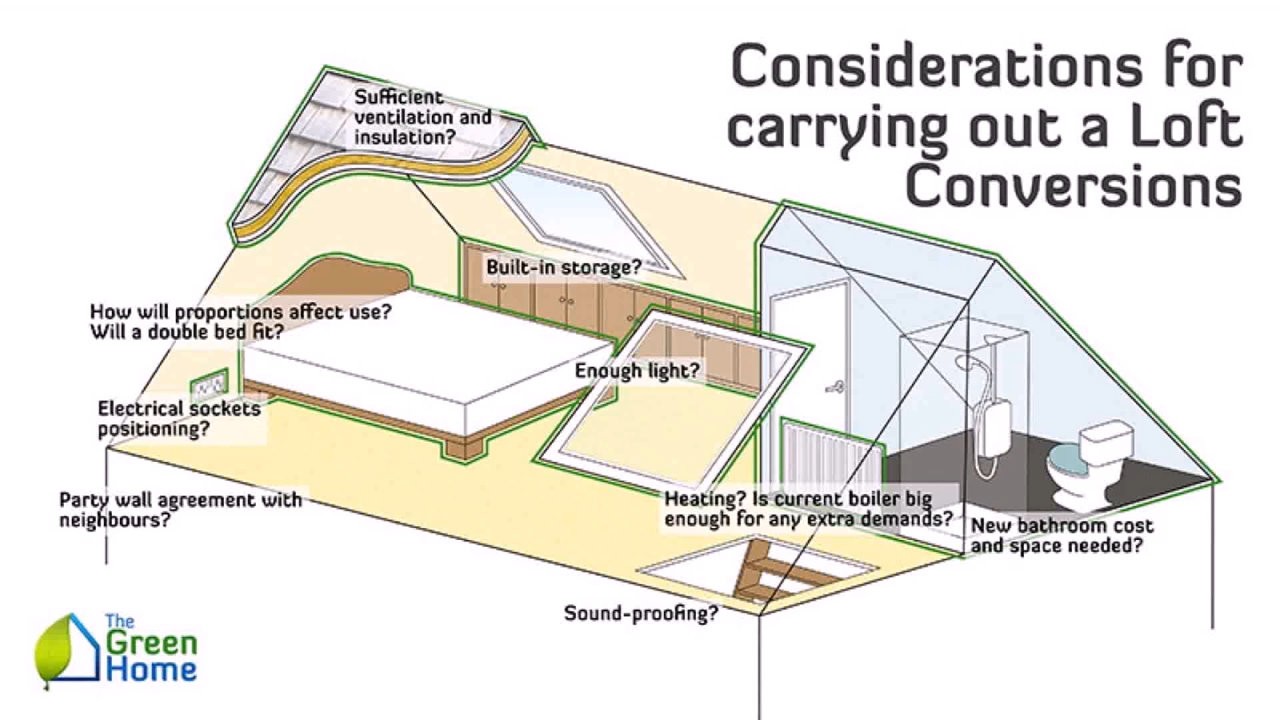 Considerations for
carrying out a Loft
Conversions
Sufficient
ventilation and
insulation?
Built-in storage?
How will proportions affect use?
Will a double bed fit?
Enough light?
Electrical sockets
positioning?
Party wall agreement with
neighbours?
Heating? Is current boiler big
enough for any extra demands?
New bathroom cost
and space needed?
Sound-proofing?
The
Green
Home